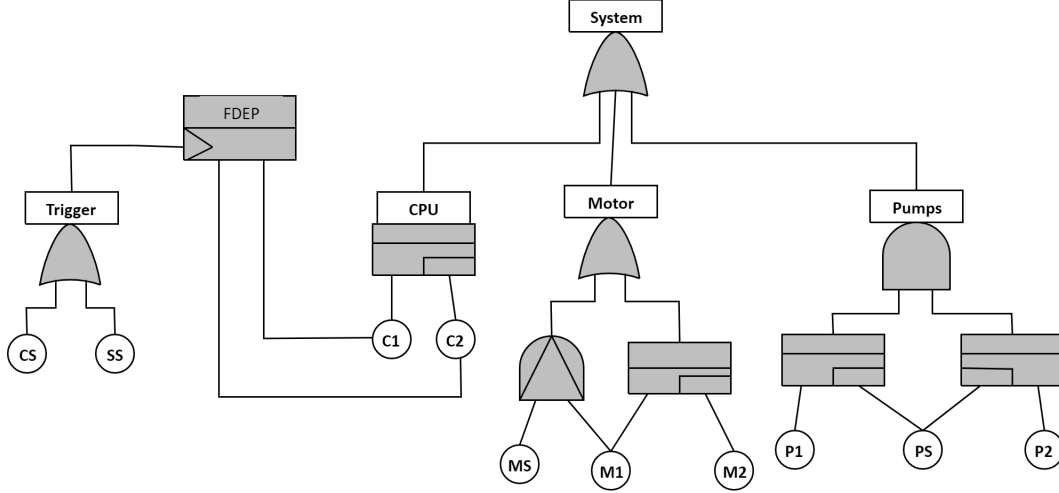 System
FDEP
Trigger
CPU
Motor
Pumps
CS
SS
C1
C2
MS
M1
M2
P1
PS
P2